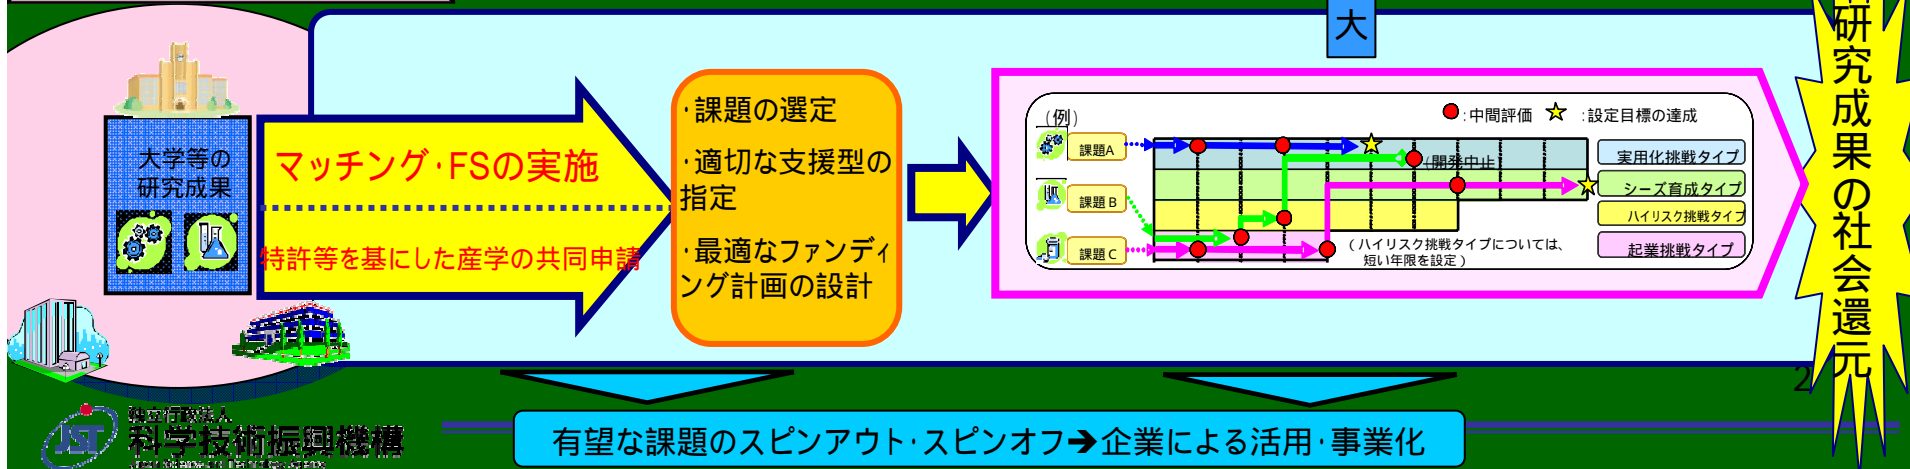 大
大学等の
研究成果
マッチング・FSの実施
特許等を基にした産学の共同申請
・課題の選定
・適切な支援型の
指定
・最適なファンディ
ング計画の設計
(例)
:中間評価
:設定目標の達成
課題A
課題B
課題C
(開発中止
(ハイリスク挑戦タイプについては、
短い年限を設定)
実用化挑戦タイプ
シーズ育成タイプ
ハイリスク挑戦タイプ
起業挑戦タイプ
研究成果の社会還元
2
JST
独立行政法人
科学技術振興機構
有望な課題のスピンアウト・スピンオフ➔企業による活用・事業化